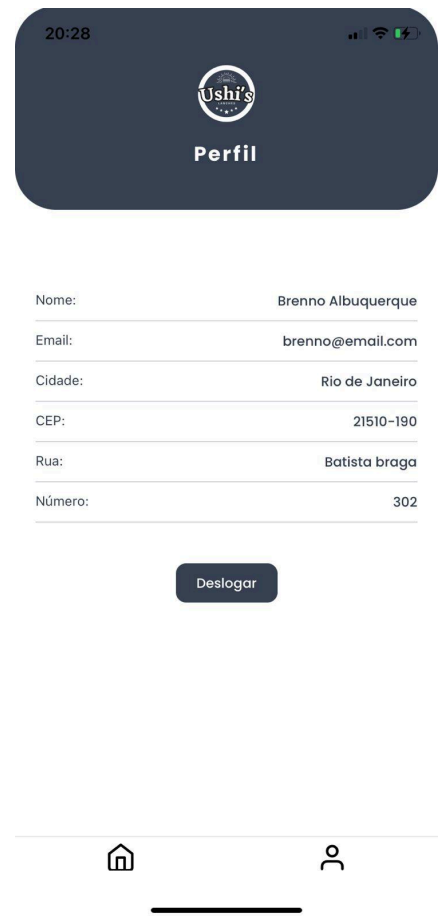 20:28
Ushi's
Perfil
Nome: Brenno Albuquerque
Email: brenno@email.com
Cidade: Rio de Janeiro
CEP: 21510-190
Rua: Batista braga
Número: 302
Deslogar